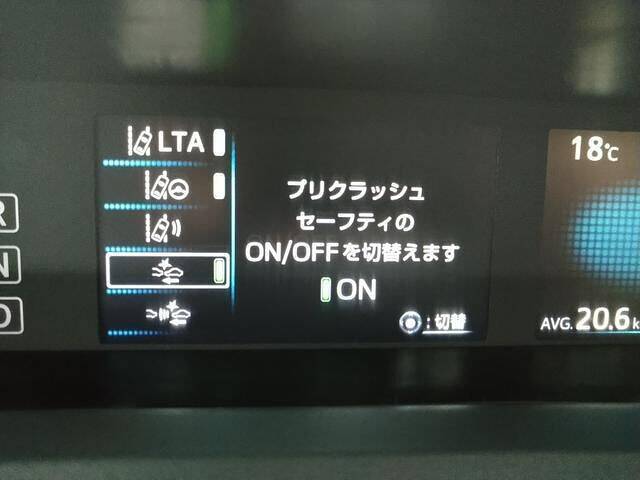 LTA
プリクラッシュ
セーフティの
ON/OFFを切替えます
ON
:切替
R
N
D
18℃
AVG. 20.6